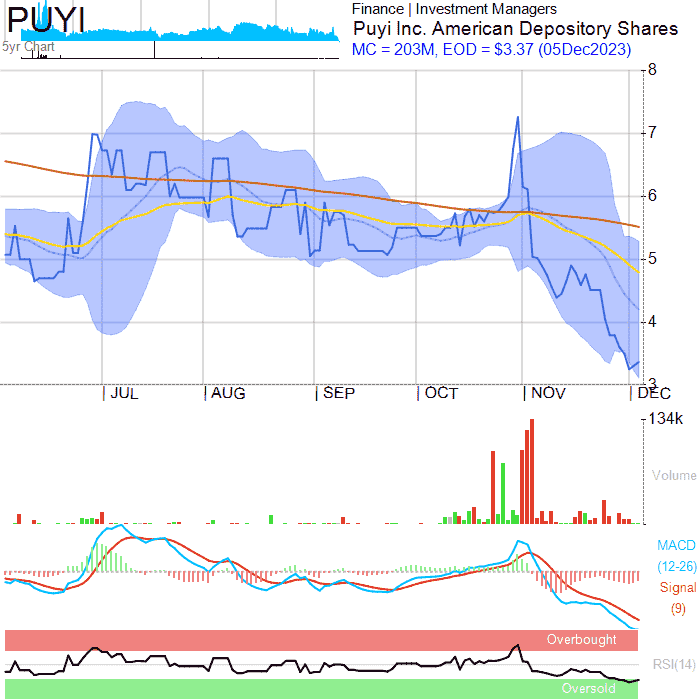 PUYI
5yr Chart
Finance | Investment Managers
Puyi Inc. American Depository Shares
MC = 203M, EOD = $3.37 (05Dec2023)
8
7
6
5
4
3
JUL
AUG
SEP
OCT
NOV
DEC
134k
Volume
MACD
(12-26)
Signal
(9)
Overbought
RSI(14)
Oversold